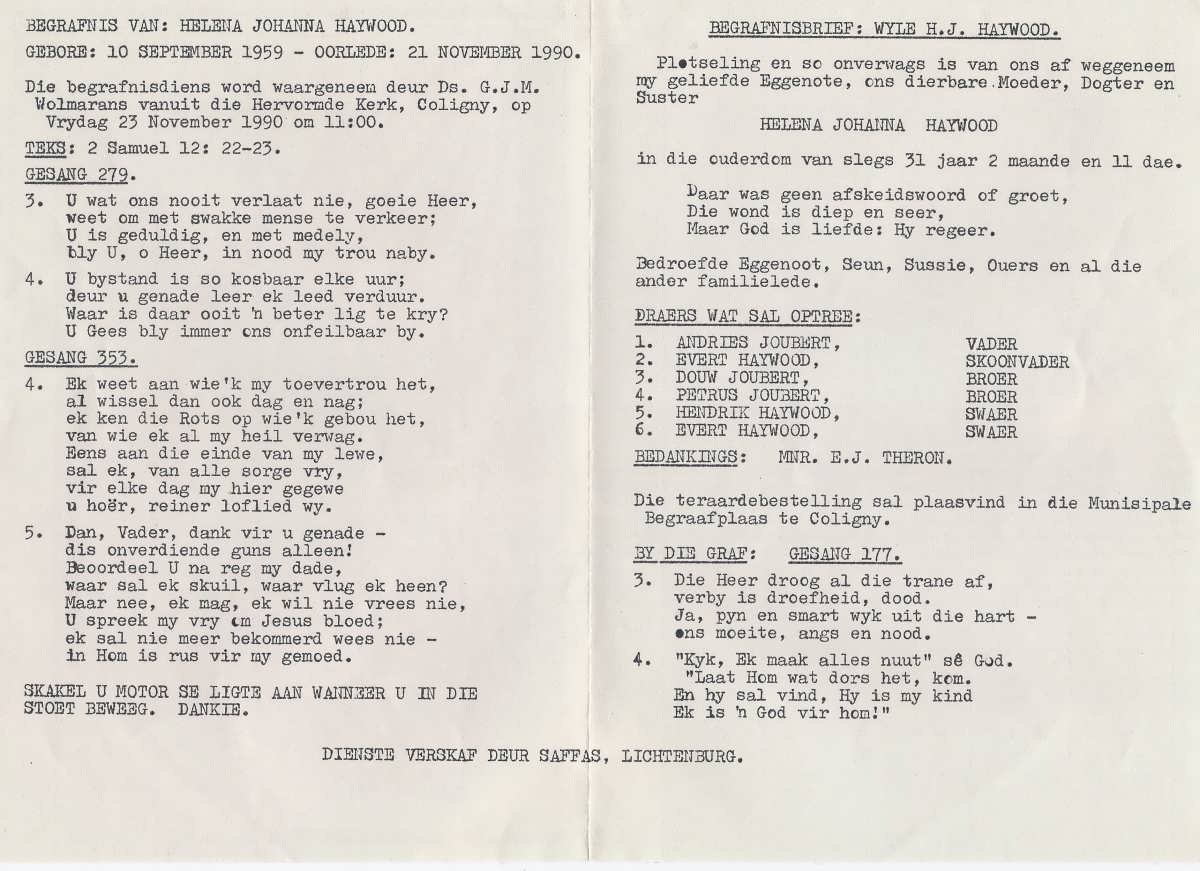 BEGRAFNIS VAN: HELENA JOHANNA HAYWOOD.
GEBORE: 10 SEPTEMBER 1959 - OORLEDE: 21 NOVEMBER 1990.
Die begrafnisdiens word waargeneem deur Ds. G.J.M.
Wolmarans vanuit die Hervormde Kerk, Coligny, op
Vrydag 23 November 1990 om 11:00.
TEKS: 2 Samuel 12: 22-23.
GESANG 279.
3. U wat ons nooit verlaat nie, goeie Heer,
weet om met swakke mense te verkeer;
U is geduldig, en met medely,
bly U, o Heer, in nood my trou naby.
4. U bystand is so kosbaar elke uur;
deur u genade leer ek leed verduur.
Waar is daar ooit 'n beter lig te kry?
U Gees bly immer ons onfeilbaar by.
GESANG 353.
4. Ek weet aan wie'k my toevertrou het,
al wissel dan ook dag en nag;
ek ken die Rots op wie'k gebou het,
van wie ek al my heil verwag.
Eens aan die einde van my lewe,
sal ek, van alle sorge vry,
vir elke dag my hier gegewe
u hoër, reiner loflied wy.
5. Dan, Vader, dank vir u genade -
dis onverdiende guns alleen!
Beoordeel U na reg my dade,
waar sal ek skuil, waar vlug ek heen?
Maar nee, ek mag, ek wil nie vrees nie,
U spreek my vry om Jesus bloed;
ek sal nie meer bekommerd wees nie -
in Hom is rus vir my gemoed.
SKAKEL U MOTOR SE LIGTE AAN WANNEER U IN DIE
STOET BEWEEG. DANKIE.
BEGRAFNISBRIEF: WYLE H.J. HAYWOOD.
Plotseling en so onverwags is van ons af weggeneem
my geliefde Eggenote, ons dierbare Moeder, Dogter en
Suster
HELENA JOHANNA HAYWOOD
in die ouderdom van slegs 31 jaar 2 maande en 11 dae.
Daar was geen afskeidswoord of groet,
Die wond is diep en seer,
Maar God is liefde: Hy regeer.
Bedroefde Eggenoot, Seun, Sussie, Ouers en al die
ander familielede.
DRAERS WAT SAL OPTREE:
1. ANDRIES JOUBERT, VADER
2. EVERT HAYWOOD, SKOONVADER
3. DOUW JOUBERT, BROER
4. PETRUS JOUBERT, BROER
5. HENDRIK HAYWOOD, SWAER
6. EVERT HAYWOOD, SWAER
BEDANKINGS: MNR. E.J. THERON.
Die teraardebestelling sal plaasvind in die Munisipale
Begraafplaas te Coligny.
BY DIE GRAF: GESANG 177.
3. Die Heer droog al die trane af,
verby is droefheid, dood.
Ja, pyn en smart wyk uit die hart -
ons moeite, angs en nood.
4. "Kyk, Ek maak alles nuut" sê God.
"Laat Hom wat dors het, kom.
En hy sal vind, Hy is my kind
Ek is 'n God vir hom!"
DIENSTE VERSKAF DEUR SAFFAS, LICHTENBURG.